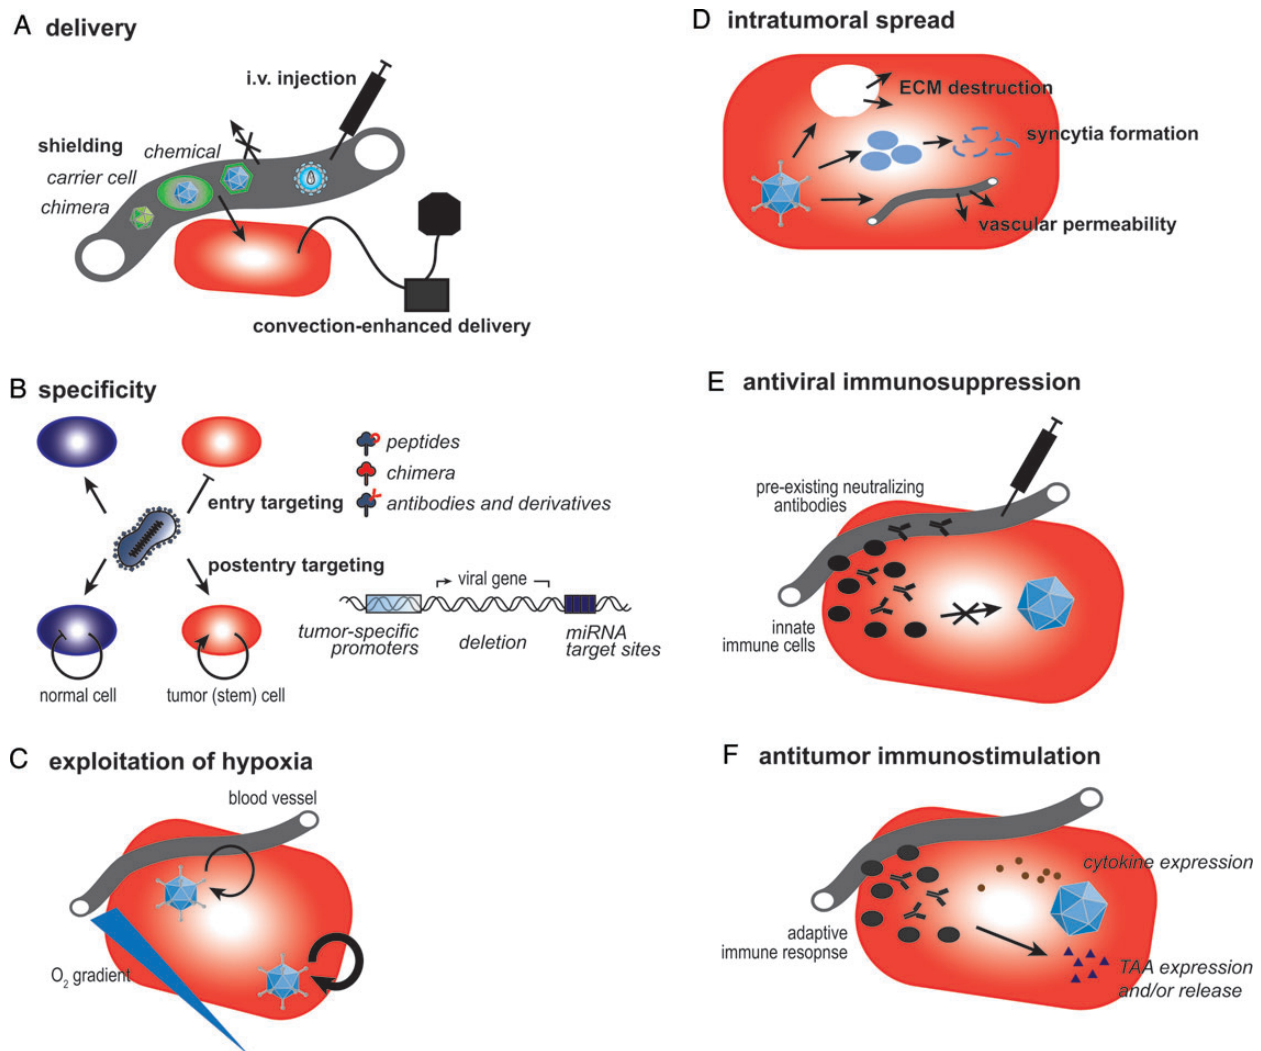 A delivery
i.v. injection
shielding
chemical
carrier cell
chimera
convection-enhanced delivery
B specificity
peptides
chimera
entry targeting
antibodies and derivatives
postentry targeting
viral gene
tumor-specific
promoters
deletion
miRNA
target sites
normal cell
tumor (stem) cell
C exploitation of hypoxia
blood vessel
O2 gradient
D intratumoral spread
ECM destruction
syncytia formation
vascular permeability
E antiviral immunosuppression
pre-existing neutralizing
antibodies
innate
immune cells
F antitumor immunostimulation
cytokine expression
adaptive
immune resopnse
TAA expression
and/or release